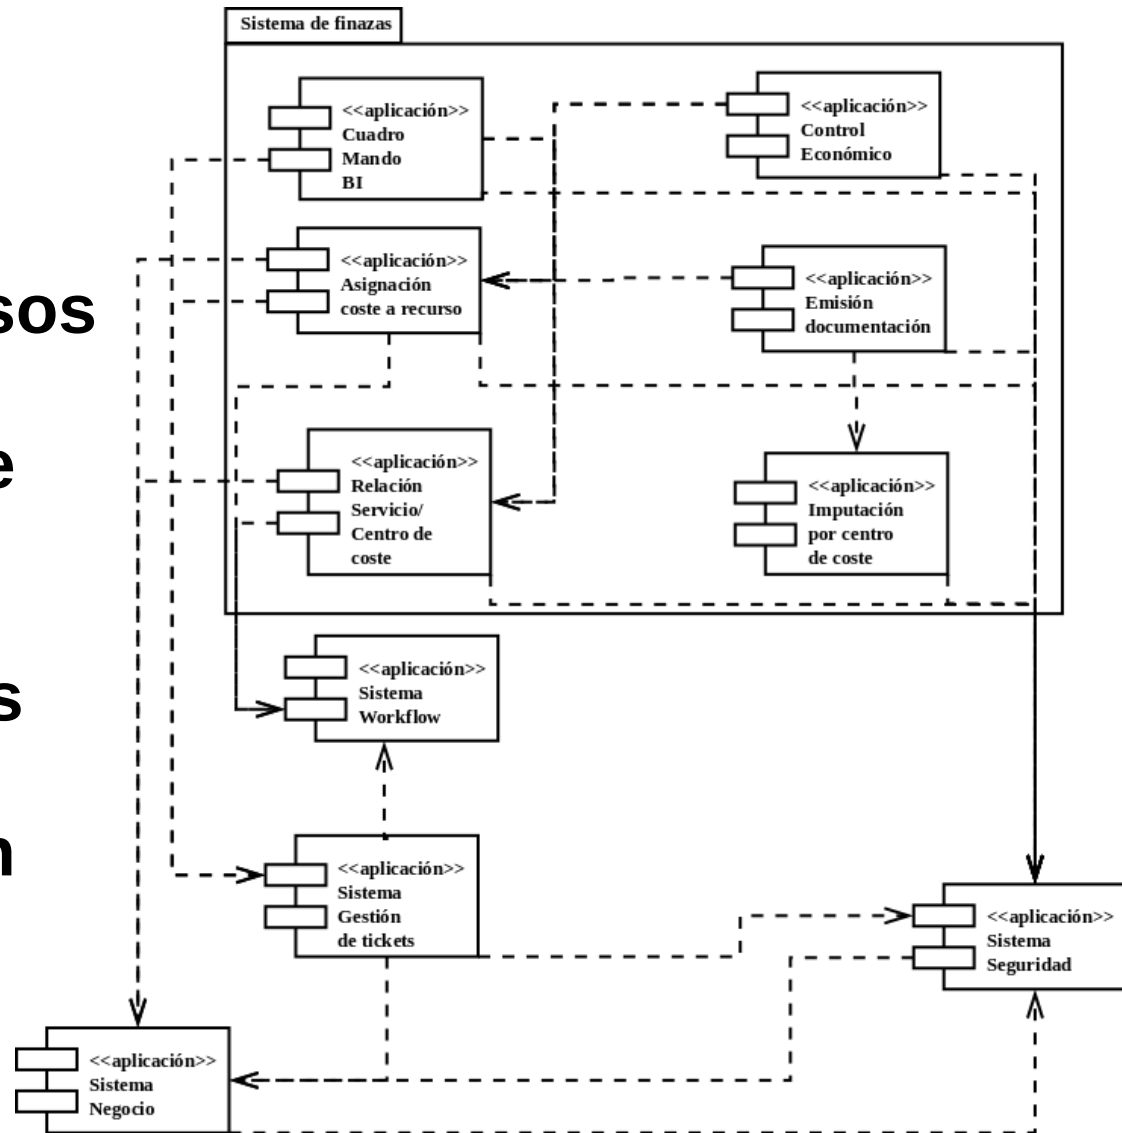 Sistema de finazas
<<aplicación>>
Cuadro
Mando
BI
<<aplicación>>
Control
Económico
<<aplicación>>
Asignación
coste a recurso
<<aplicación>>
Emisión
documentación
sos
e
s
n
<<aplicación>>
Relación
Servicio/
Centro de
coste
<<aplicación>>
Imputación
por centro
de coste
<<aplicación>>
Sistema
Workflow
<<aplicación>>
Sistema
Gestión
de tickets
<<aplicación>>
Sistema
Seguridad
<<aplicación>>
Sistema
Negocio